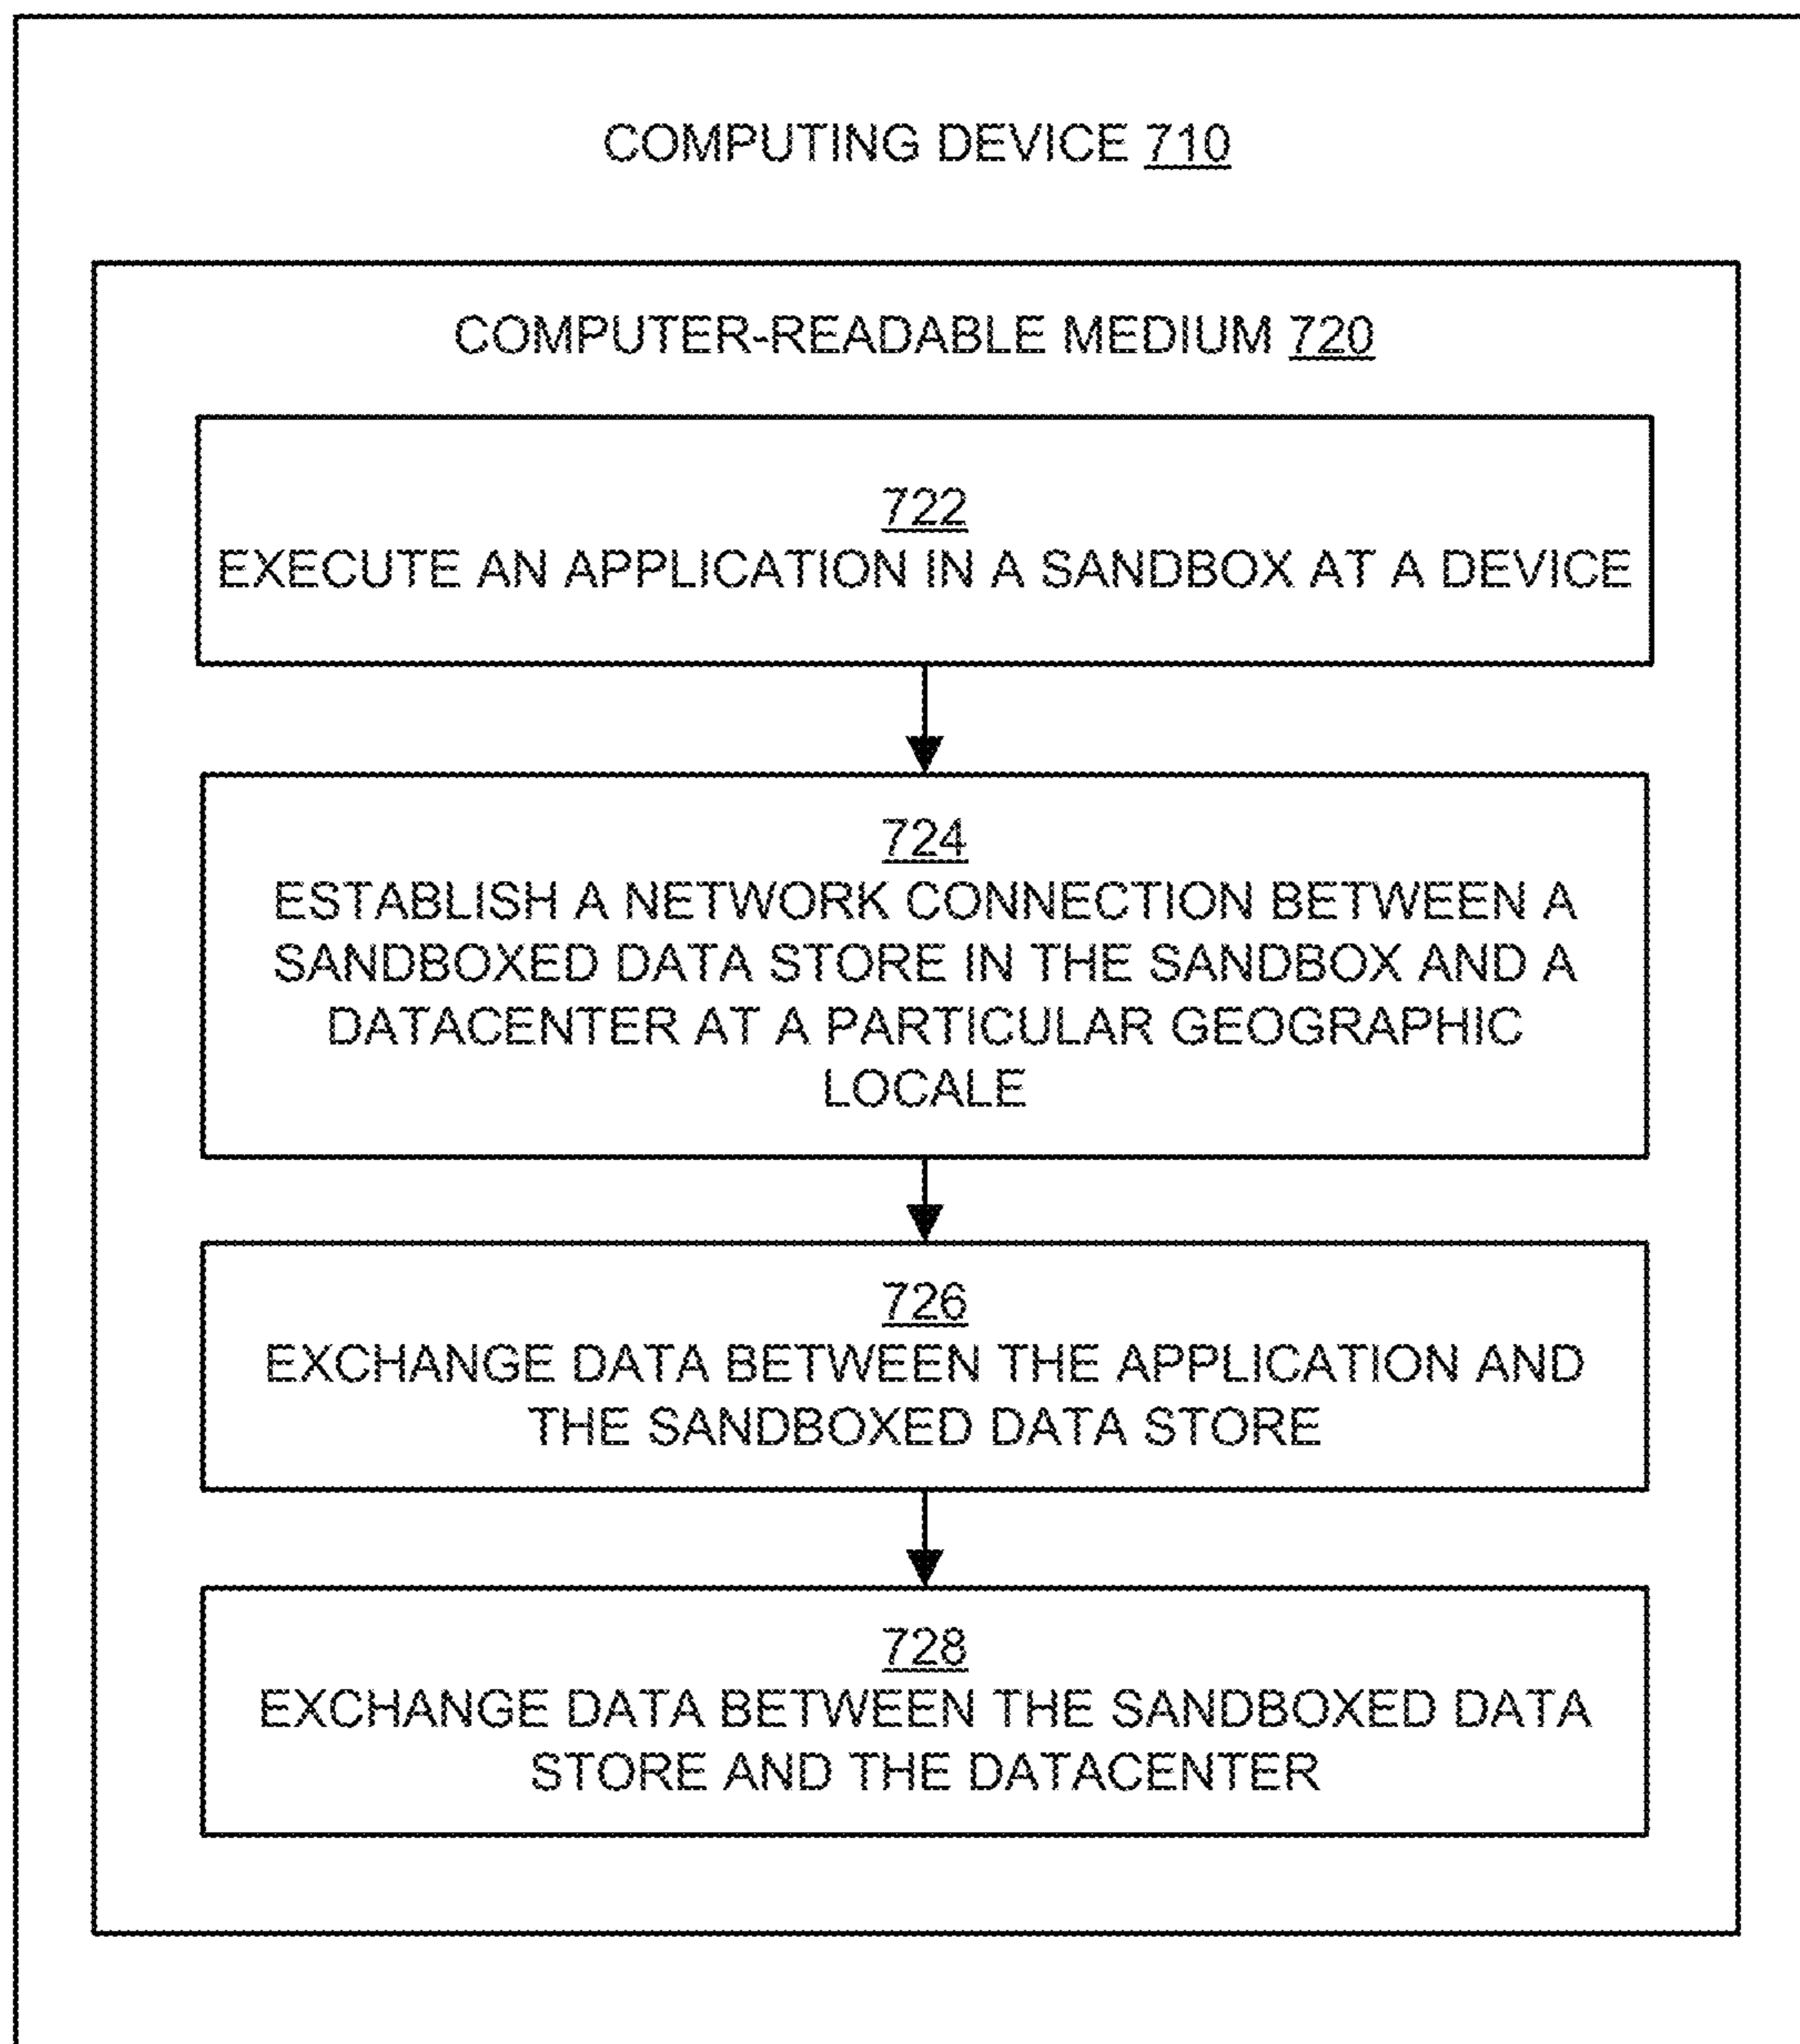 COMPUTING DEVICE 710
COMPUTER-READABLE MEDIUM 720
722
EXECUTE AN APPLICATION IN A SANDBOX AT A DEVICE
724
ESTABLISH A NETWORK CONNECTION BETWEEN A
SANDBOXED DATA STORE IN THE SANDBOX AND A
DATACENTER AT A PARTICULAR GEOGRAPHIC
LOCALE
726
EXCHANGE DATA BETWEEN THE APPLICATION AND
THE SANDBOXED DATA STORE
728
EXCHANGE DATA BETWEEN THE SANDBOXED DATA
STORE AND THE DATACENTER